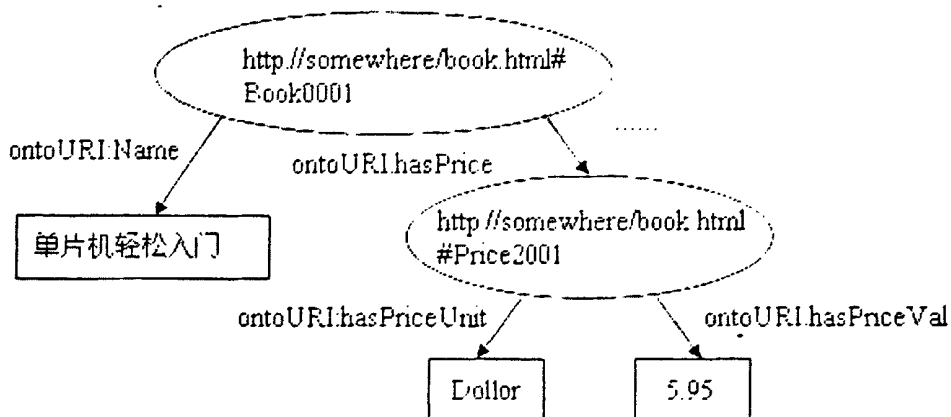 http://somewhere/book.html#
Book0001
ontoURI:Name
ontoURI:hasPrice
......
单片机轻松入门
http://somewhere/book.html
#Price2001
ontoURI:hasPriceUnit
ontoURI:hasPriceVal
Dollor
5.95